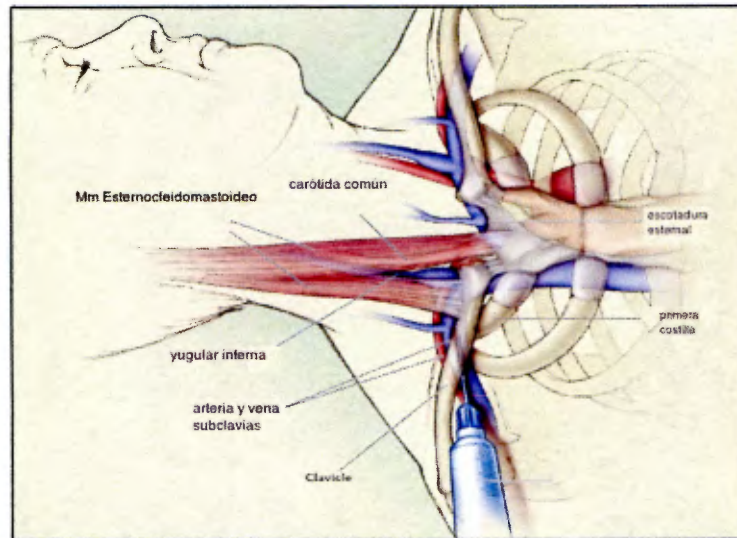 Mm Esternocleidomastoideo
carótida común
escotadura
esternal
primera
costilla
yugular interna
arteria y vena
subclavias
Clavicle